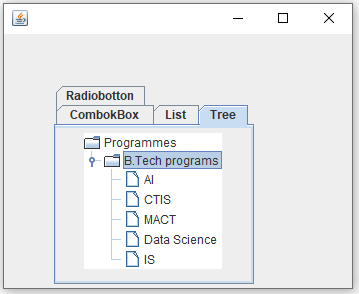 Radiobotton
CombokBox List Tree
Programmes
B.Tech programs
AI
CTIS
MACT
Data Science
IS